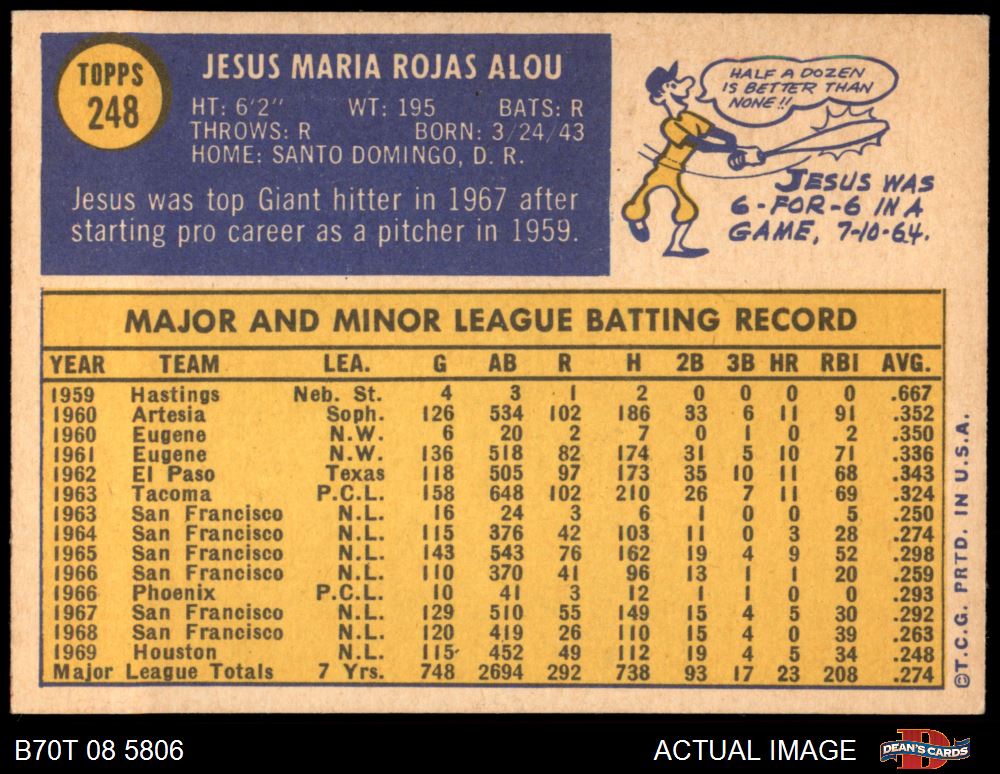 TOPPS
248
JESUS MARIA ROJAS ALOU
HT: 6'2" WT: 195 BATS: R
THROWS: R BORN: 3/24/43
HOME: SANTO DOMINGO, D. R.
Jesus was top Giant hitter in 1967 after
starting pro career as a pitcher in 1959.
HALF A DOZEN
IS BETTER THAN
NONE!!
JESUS WAS
6-FOR-6 IN A
GAME, 7-10-64.
MAJOR AND MINOR LEAGUE BATTING RECORD
YEAR TEAM LEA. G AB R H 2B 3B HR RBI AVG.
1959 Hastings Neb. St. 4 3 1 2 0 0 0 0 .667
1960 Artesia Soph. 126 534 102 186 33 6 11 91 .352
1960 Eugene N.W. 6 20 2 7 0 1 0 2 .350
1961 Eugene N.W. 136 518 82 174 31 5 10 71 .336
1962 El Paso Texas 118 505 97 173 35 10 11 68 .343
1963 Tacoma P.C.L. 158 648 102 210 26 7 11 69 .324
1963 San Francisco N.L. 16 24 3 6 1 0 0 5 .250
1964 San Francisco N.L. 115 376 42 103 11 0 3 28 .274
1965 San Francisco N.L. 143 543 76 162 19 4 9 52 .298
1966 San Francisco N.L. 110 370 41 96 13 1 1 20 .259
1966 Phoenix P.C.L. 10 41 3 12 1 1 0 0 .293
1967 San Francisco N.L. 129 510 55 149 15 4 5 30 .292
1968 San Francisco N.L. 120 419 26 110 15 4 0 39 .263
1969 Houston N.L. 115 452 49 112 19 4 5 34 .248
Major League Totals 7 Yrs. 748 2694 292 738 93 17 23 208 .274
©T.C.G. PRTD. IN U.S.A.
B70T 08 5806
ACTUAL IMAGE
DEAN'S CARDS